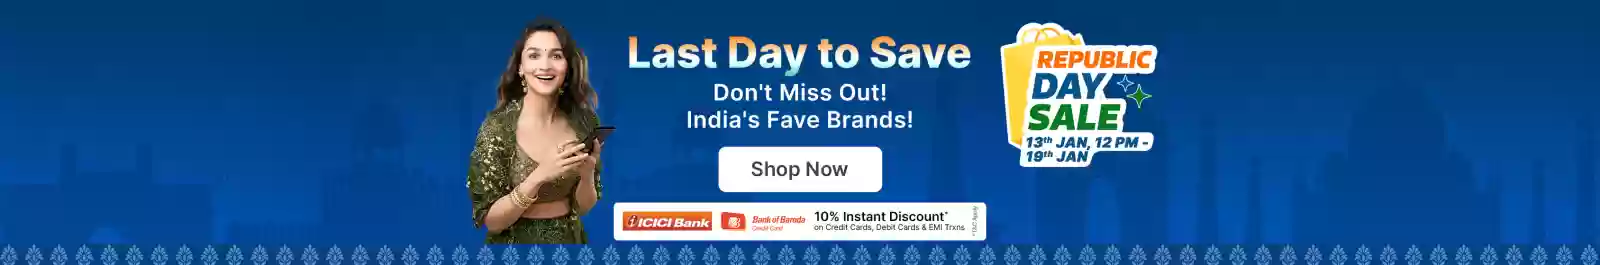 Last Day to Save
Don't Miss Out!
India's Fave Brands!
Shop Now
ICICI Bank
Bank of Baroda
Credit Card
10% Instant Discount*
on Credit Cards, Debit Cards & EMI Trxns
*T&C Apply
REPUBLIC
DAY
SALE
13th JAN, 12 PM -
19th JAN